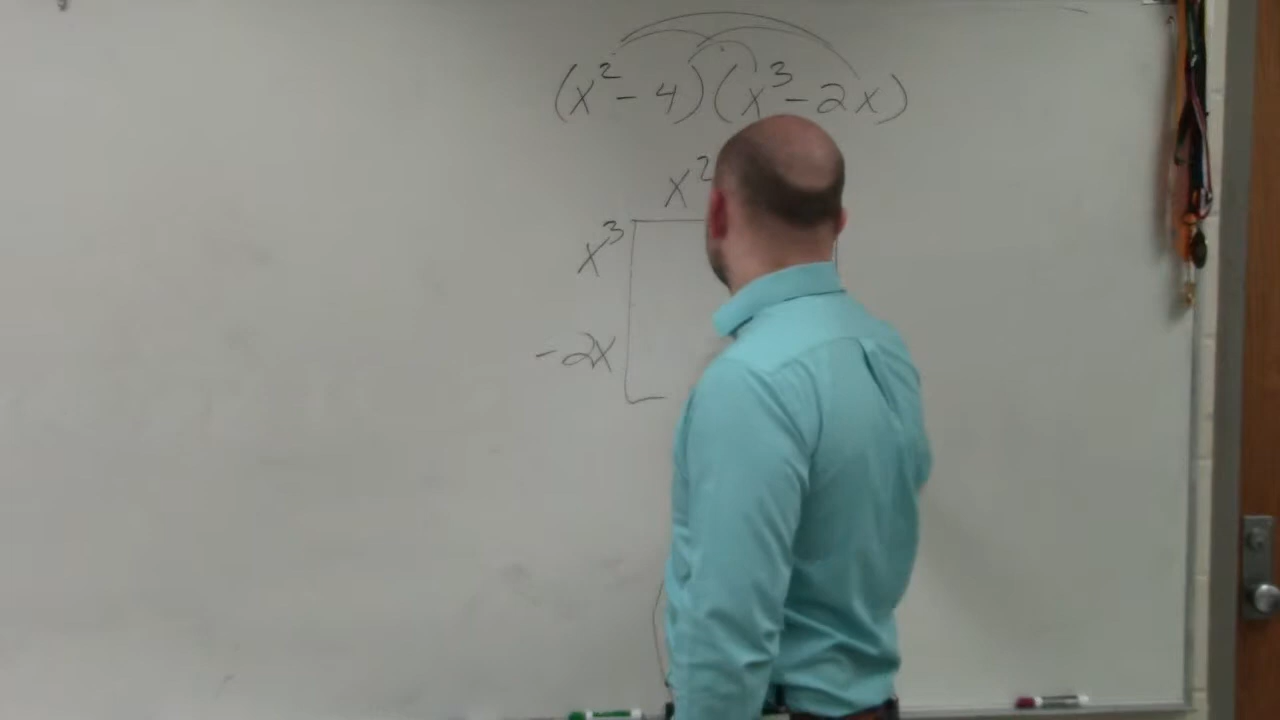 (x² - 4)(x³ - 2x)
x²
x³
-2x